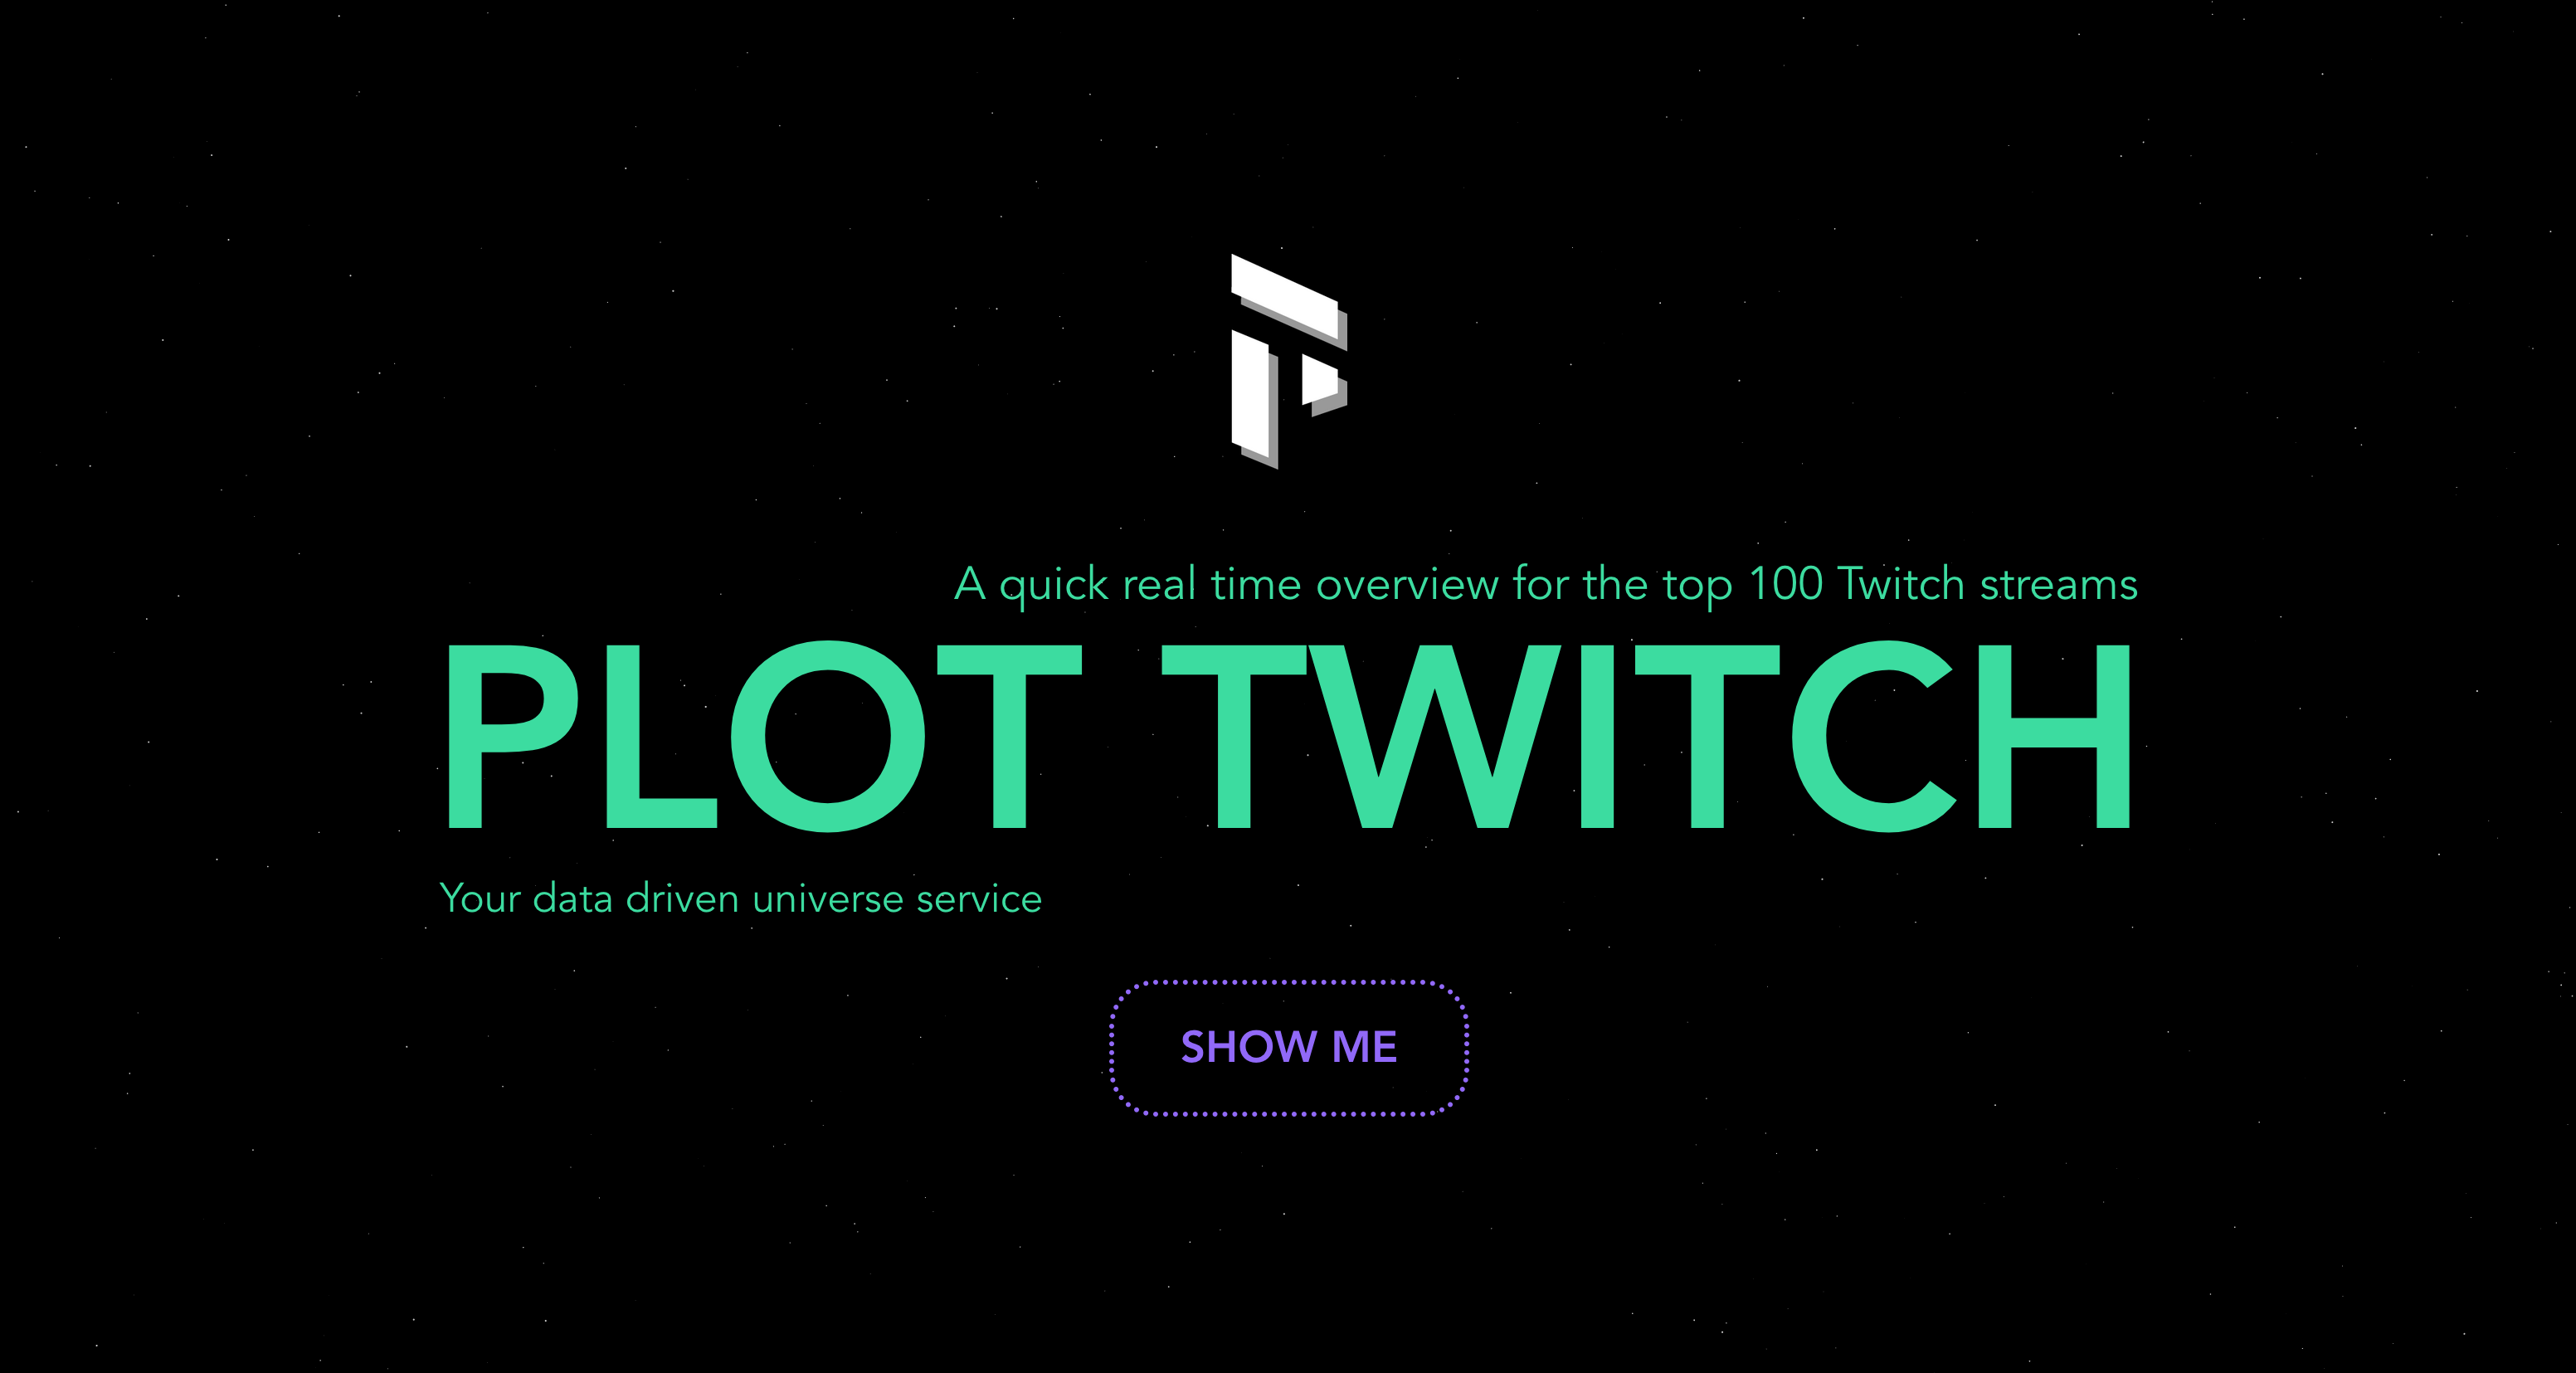 A quick real time overview for the top 100 Twitch streams
PLOT TWITCH
Your data driven universe service
SHOW ME